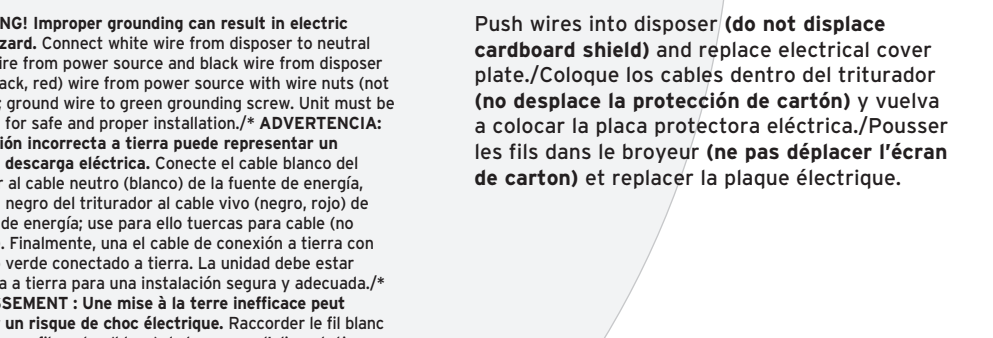 NG! Improper grounding can result in electric
zard. Connect white wire from disposer to neutral
ire from power source and black wire from disposer
ack, red) wire from power source with wire nuts (not
; ground wire to green grounding screw. Unit must be
for safe and proper installation./* ADVERTENCIA:
ión incorrecta a tierra puede representar un
descarga eléctrica. Conecte el cable blanco del
r al cable neutro (blanco) de la fuente de energía,
negro del triturador al cable vivo (negro, rojo) de
de energía; use para ello tuercas para cable (no
. Finalmente, una el cable de conexión a tierra con
verde conectado a tierra. La unidad debe estar
a a tierra para una instalación segura y adecuada./*
SSEMENT : Une mise à la terre inefficace peut
r un risque de choc électrique. Raccorder le fil blanc
Push wires into disposer (do not displace
cardboard shield) and replace electrical cover
plate./Coloque los cables dentro del triturador
(no desplace la protección de cartón) y vuelva
a colocar la placa protectora eléctrica./Pousser
les fils dans le broyeur (ne pas déplacer l'écran
de carton) et replacer la plaque électrique.